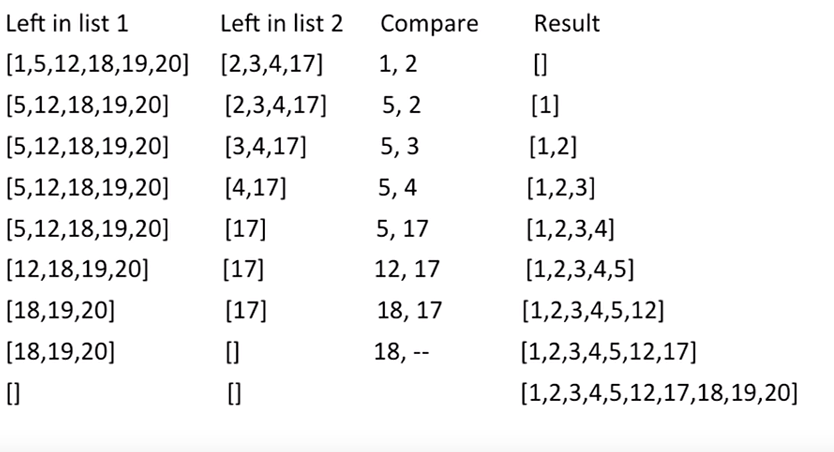 Left in list 1 Left in list 2 Compare Result
[1,5,12,18,19,20] [2,3,4,17] 1, 2 []
[5,12,18,19,20] [2,3,4,17] 5, 2 [1]
[5,12,18,19,20] [3,4,17] 5, 3 [1,2]
[5,12,18,19,20] [4,17] 5, 4 [1,2,3]
[5,12,18,19,20] [17] 5, 17 [1,2,3,4]
[12,18,19,20] [17] 12, 17 [1,2,3,4,5]
[18,19,20] [17] 18, 17 [1,2,3,4,5,12]
[18,19,20] [] 18, -- [1,2,3,4,5,12,17]
[] [] [1,2,3,4,5,12,17,18,19,20]